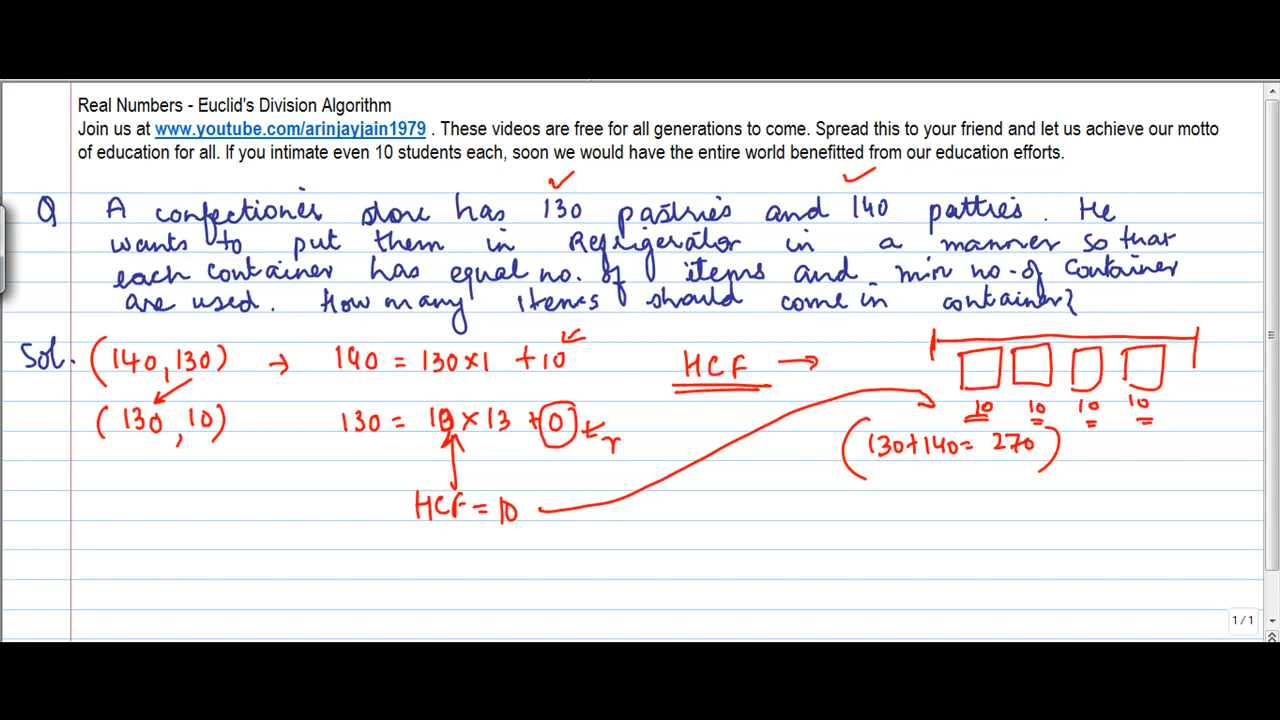 Real Numbers - Euclid's Division Algorithm
Join us at www.youtube.com/arinjayjain1979 . These videos are free for all generations to come. Spread this to your friend and let us achieve our motto
of education for all. If you intimate even 10 students each, soon we would have the entire world benefitted from our education efforts.
Q A confectioner's store has 130 pastries and 140 pattries. He
wants to put them in Refrigerator in a manner so that
each container has equal no. of items and min no. of Container
are used. How many items should come in container?
Sol. (140, 130) → 140 = 130×1 + 10 HCF →
(130, 10) 130 = 10 × 13 + 0 ← r
10 10 10 10
(130+140= 270)
HCF = 10
1 / 1